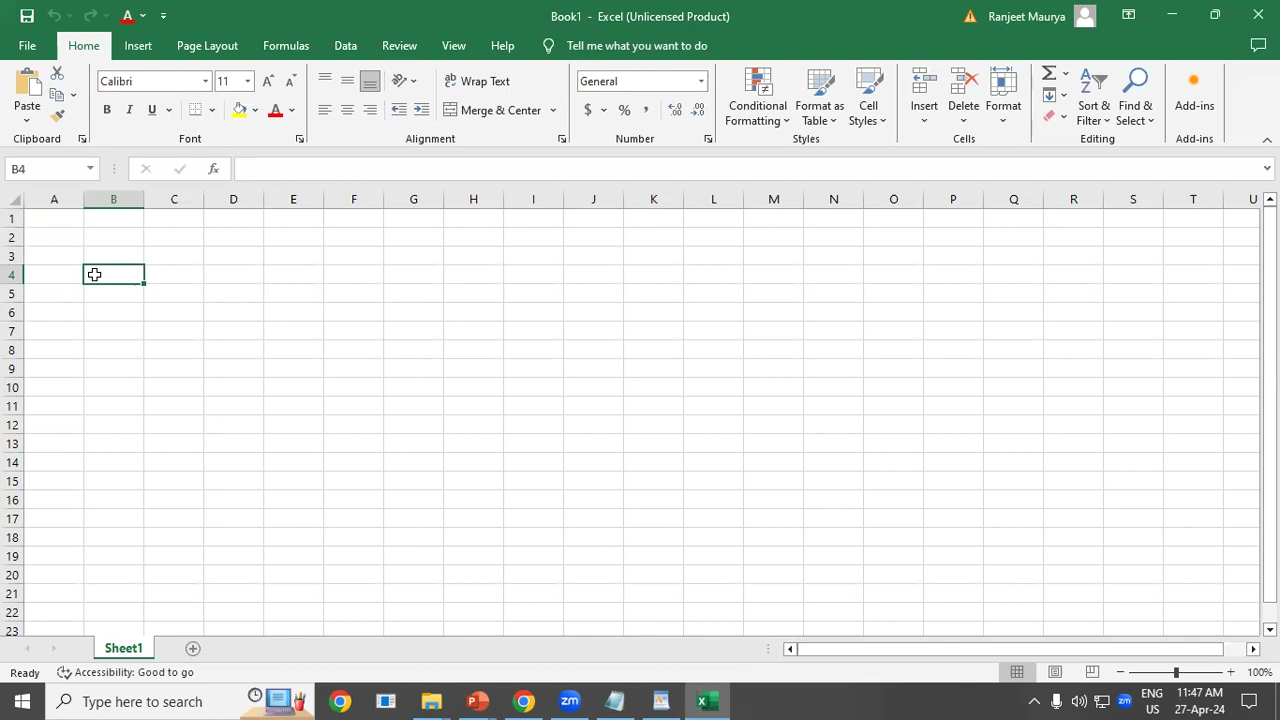 Book1 - Excel (Unlicensed Product)
Ranjeet Maurya
File Home Insert Page Layout Formulas Data Review View Help Tell me what you want to do
Paste
Calibri 11
B I U A
Wrap Text
Merge & Center
General
$ % ,
Conditional Formatting
Format as Table
Cell Styles
Insert Delete Format
Sort & Filter
Find & Select
Add-ins
Clipboard Font Alignment Number Styles Cells Editing Add-ins
B4 fx
A B C D E F G H I J K L M N O P Q R S T U
1
2
3
4
5
6
7
8
9
10
11
12
13
14
15
16
17
18
19
20
21
22
23
Sheet1
Ready Accessibility: Good to go 100%
Type here to search
ENG US
11:47 AM
27-Apr-24